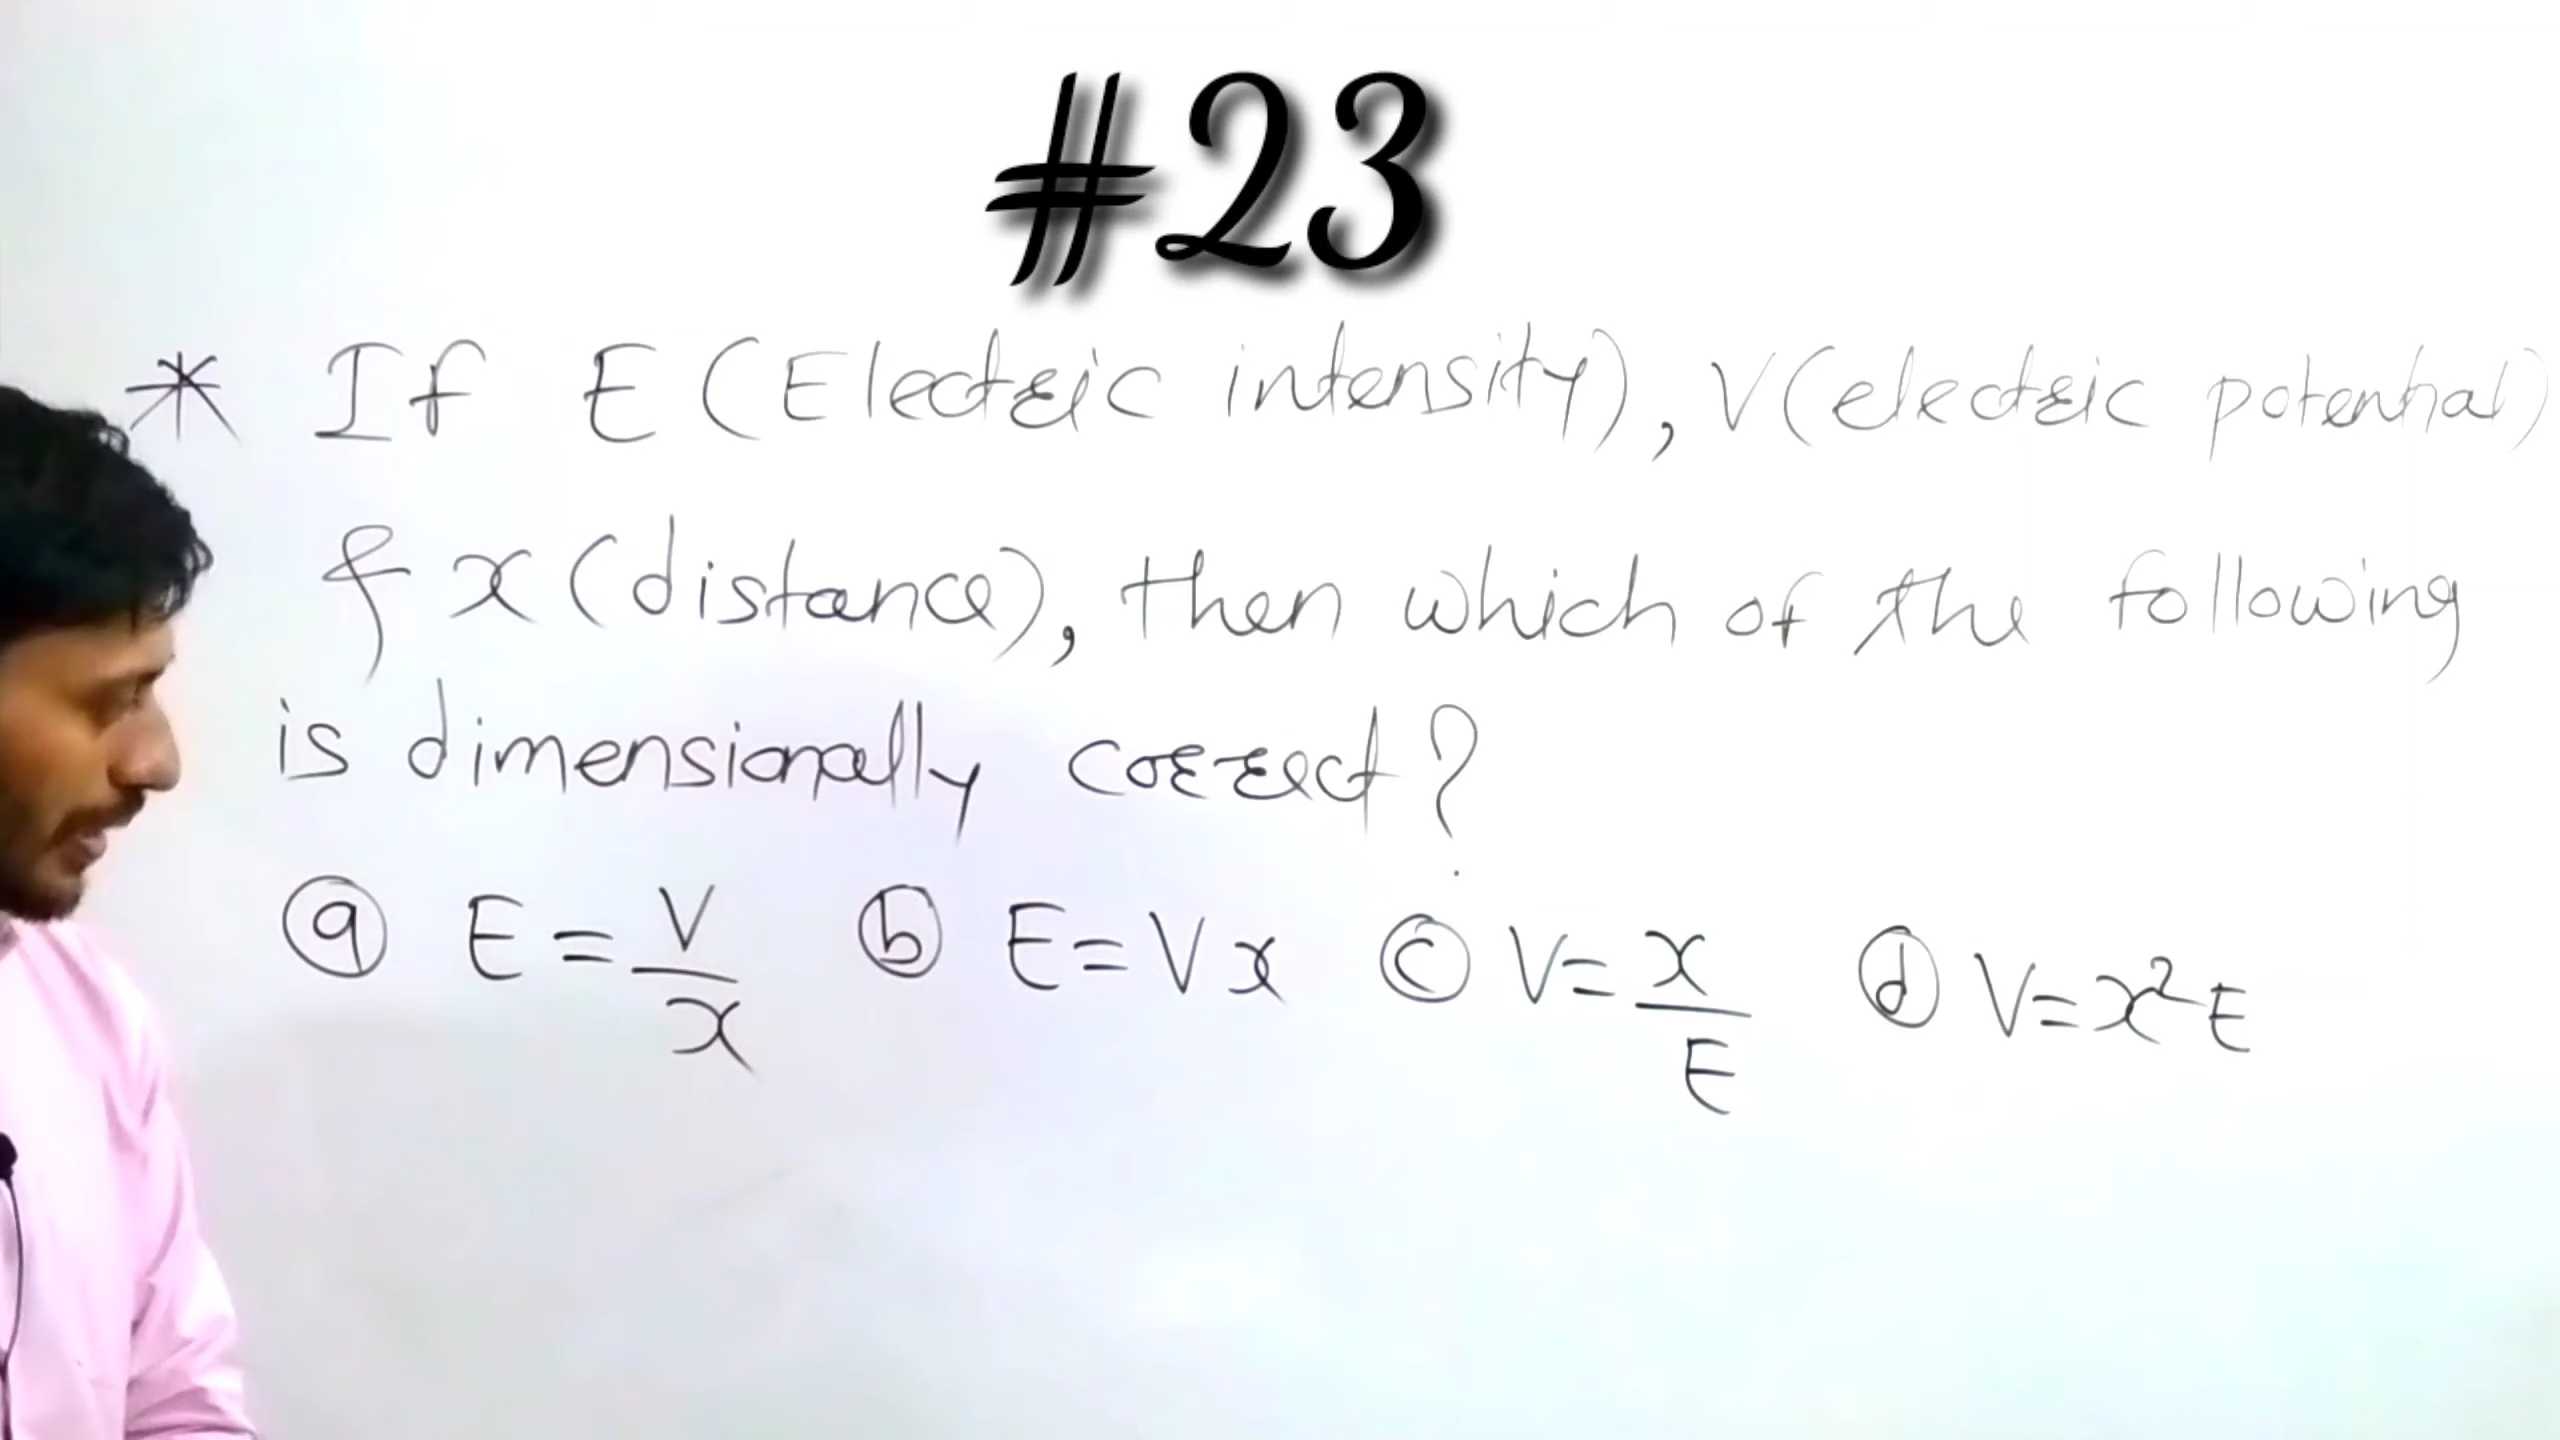 #23
* If E (Electric intensity), V (electric potential)
& x (distance), then which of the following
is dimensionally correct?
ⓐ E = V/x ⓑ E = Vx ⓒ V = x/E ⓓ V = x²E